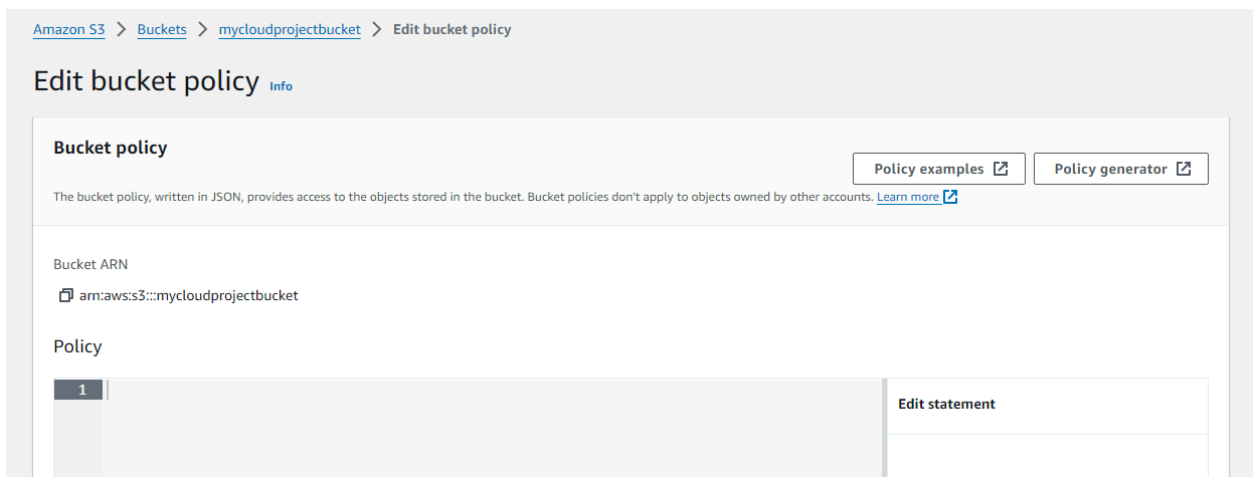 Amazon S3 > Buckets > mycloudprojectbucket > Edit bucket policy
Edit bucket policy Info
Bucket policy
Policy examples
Policy generator
The bucket policy, written in JSON, provides access to the objects stored in the bucket. Bucket policies don't apply to objects owned by other accounts. Learn more
Bucket ARN
arn:aws:s3:::mycloudprojectbucket
Policy
1
Edit statement